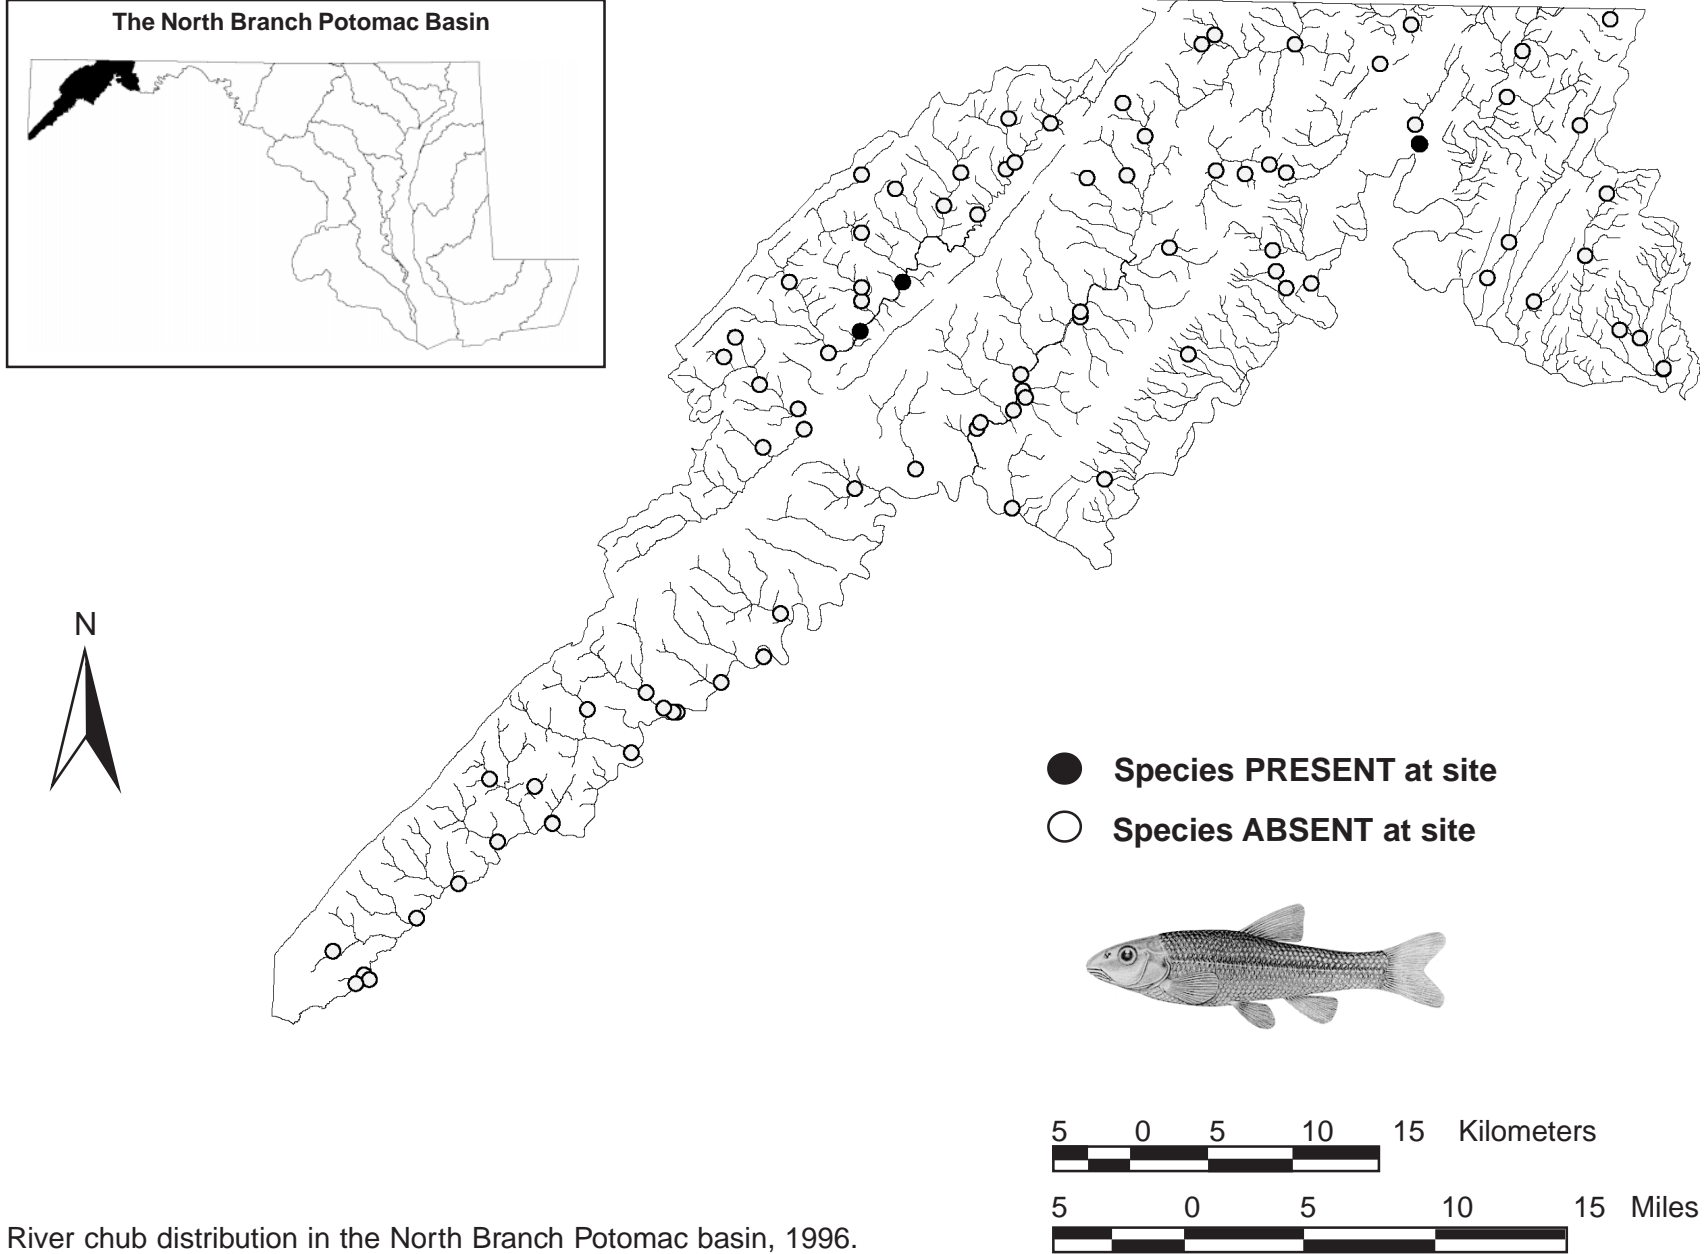 The North Branch Potomac Basin
N
Species PRESENT at site
Species ABSENT at site
5 0 5 10 15 Kilometers
5 0 5 10 15 Miles
River chub distribution in the North Branch Potomac basin, 1996.